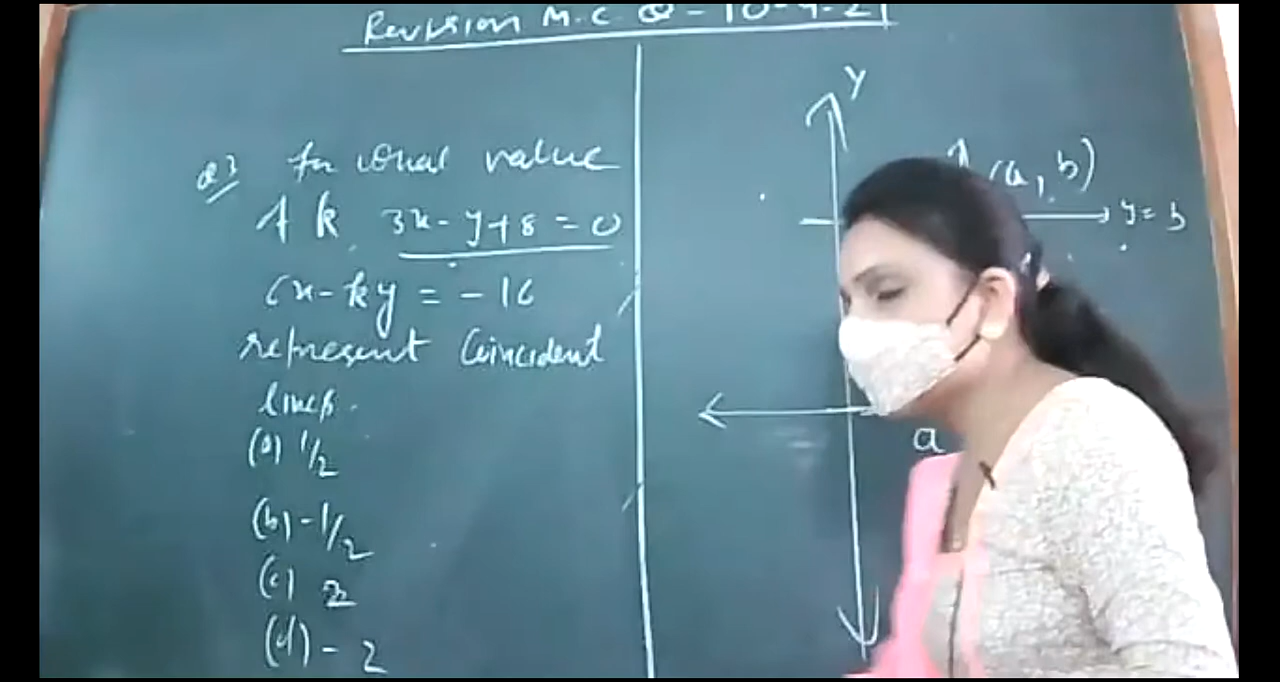 Revision M.C.Q - 10-4-21
Q3 for what value
of k 3x - y + 8 = 0
6x - ky = - 16
represent Coincident
lines.
(a) 1/2
(b) - 1/2
(c) 2
(d) - 2
y
(a, b)
y = b
a